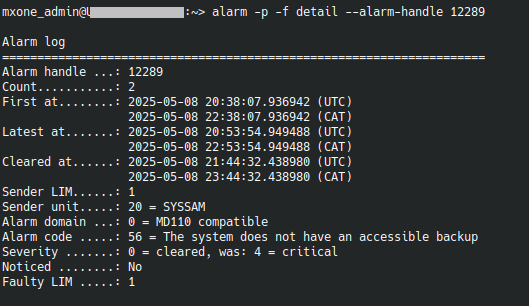 mxone_admin@ :~> alarm -p -f detail --alarm-handle 12289
Alarm log
=====================================================================
Alarm handle ...: 12289
Count...........: 2
First at........: 2025-05-08 20:38:07.936942 (UTC)
2025-05-08 22:38:07.936942 (CAT)
Latest at.......: 2025-05-08 20:53:54.949488 (UTC)
2025-05-08 22:53:54.949488 (CAT)
Cleared at......: 2025-05-08 21:44:32.438980 (UTC)
2025-05-08 23:44:32.438980 (CAT)
Sender LIM......: 1
Sender unit.....: 20 = SYSSAM
Alarm domain ...: 0 = MD110 compatible
Alarm code .....: 56 = The system does not have an accessible backup
Severity .......: 0 = cleared, was: 4 = critical
Noticed ........: No
Faulty LIM .....: 1